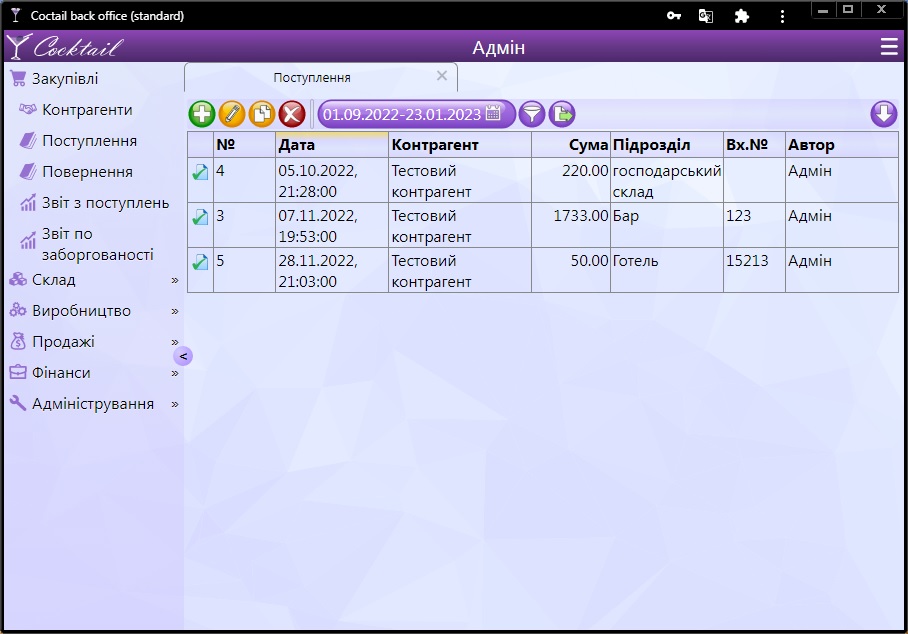 Coctail back office (standard)
Cocktail
Адмін
Закупівлі
Контрагенти
Поступлення
Повернення
Звіт з поступлень
Звіт по
заборгованості
Склад »
Виробництво »
Продажі »
Фінанси »
Адміністрування »
<
Поступлення
01.09.2022-23.01.2023
№ Дата Контрагент Сума Підрозділ Вх.№ Автор
4 05.10.2022, Тестовий 220.00 господарський Адмін
21:28:00 контрагент склад
3 07.11.2022, Тестовий 1733.00 Бар 123 Адмін
19:53:00 контрагент
5 28.11.2022, Тестовий 50.00 Готель 15213 Адмін
21:03:00 контрагент